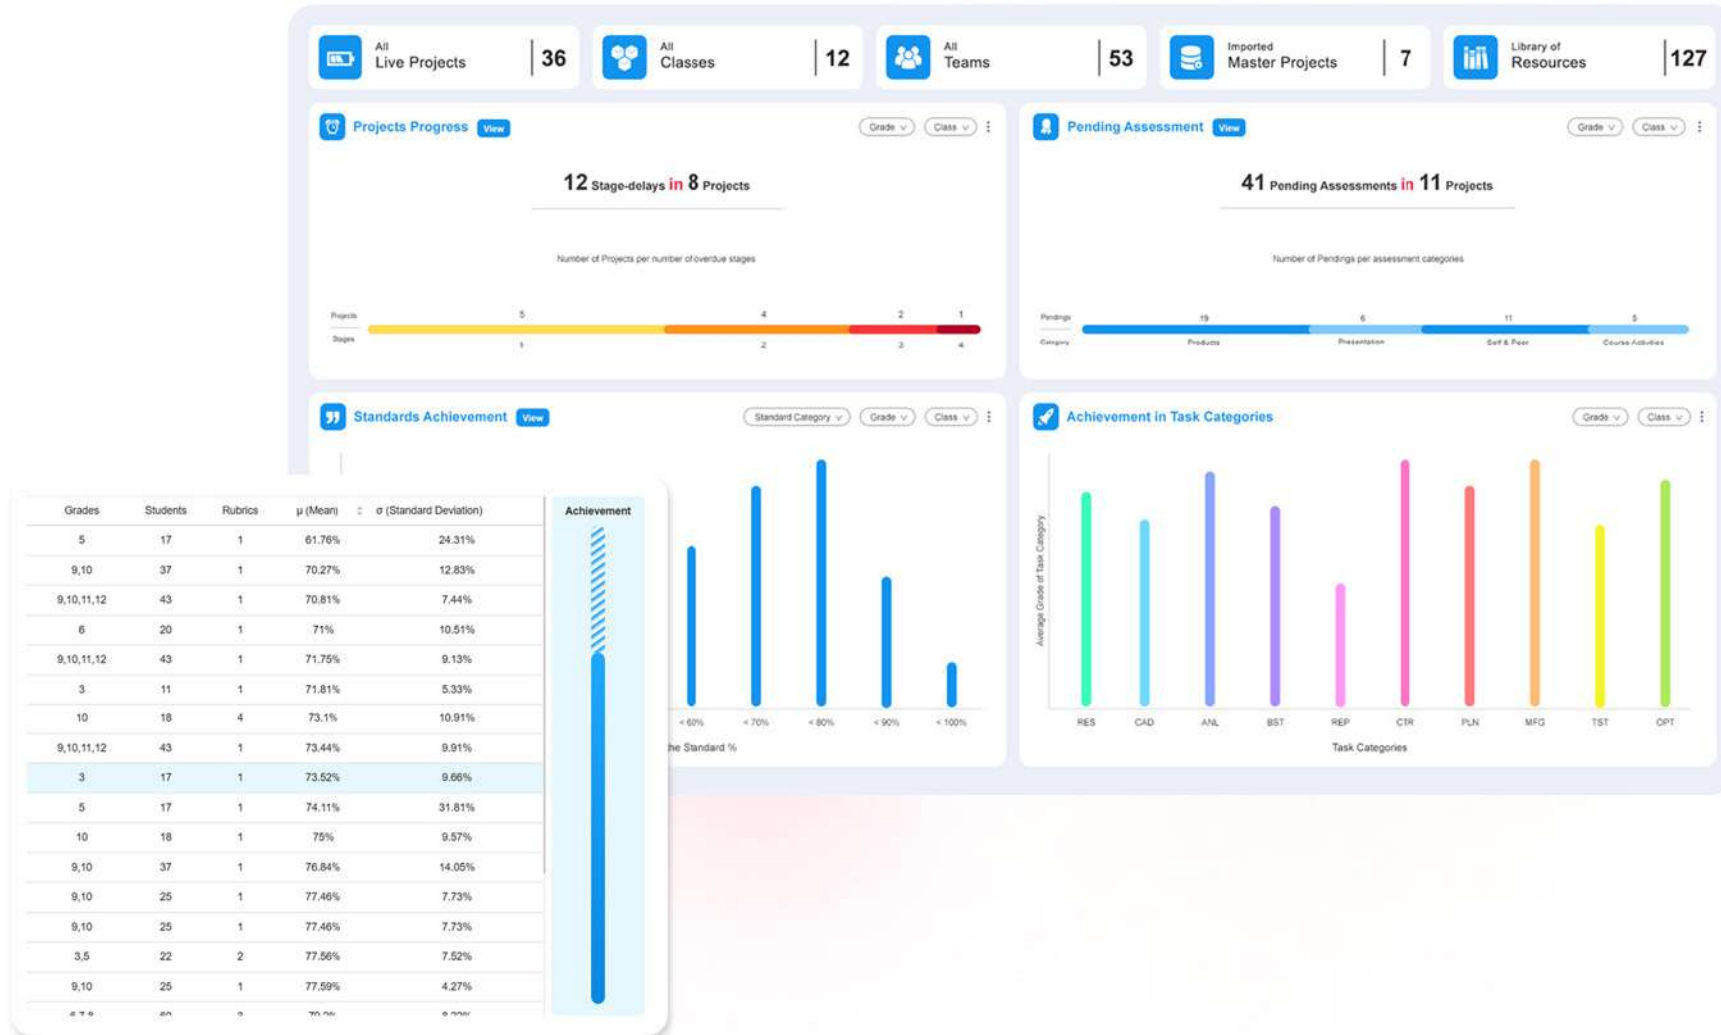 All
Live Projects
36
All
Classes
12
All
Teams
53
Imported
Master Projects
7
Library of
Resources
127
Projects Progress View Grade Class
12 Stage-delays in 8 Projects
Number of Projects per number of overdue stages
Projects 5 4 2 1
Stages 1 2 3 4
Pending Assessment View Grade Class
41 Pending Assessments in 11 Projects
Number of Pendings per assessment categories
Pendings 19 6 11 5
Category Products Presentation Self & Peer Course Activities
Standards Achievement View Standard Category Grade Class
< 60% < 70% < 80% < 90% < 100%
the Standard %
Achievement in Task Categories Grade Class
Average Grade of Task Category
RES CAD ANL BST REP CTR PLN MFG TST OPT
Task Categories
Grades Students Rubrics μ (Mean) σ (Standard Deviation) Achievement
5 17 1 61.76% 24.31%
9,10 37 1 70.27% 12.83%
9,10,11,12 43 1 70.81% 7.44%
6 20 1 71% 10.51%
9,10,11,12 43 1 71.75% 9.13%
3 11 1 71.81% 5.33%
10 18 4 73.1% 10.91%
9,10,11,12 43 1 73.44% 9.91%
3 17 1 73.52% 9.66%
5 17 1 74.11% 31.81%
10 18 1 75% 9.57%
9,10 37 1 76.84% 14.05%
9,10 25 1 77.46% 7.73%
9,10 25 1 77.46% 7.73%
3,5 22 2 77.56% 7.52%
9,10 25 1 77.59% 4.27%